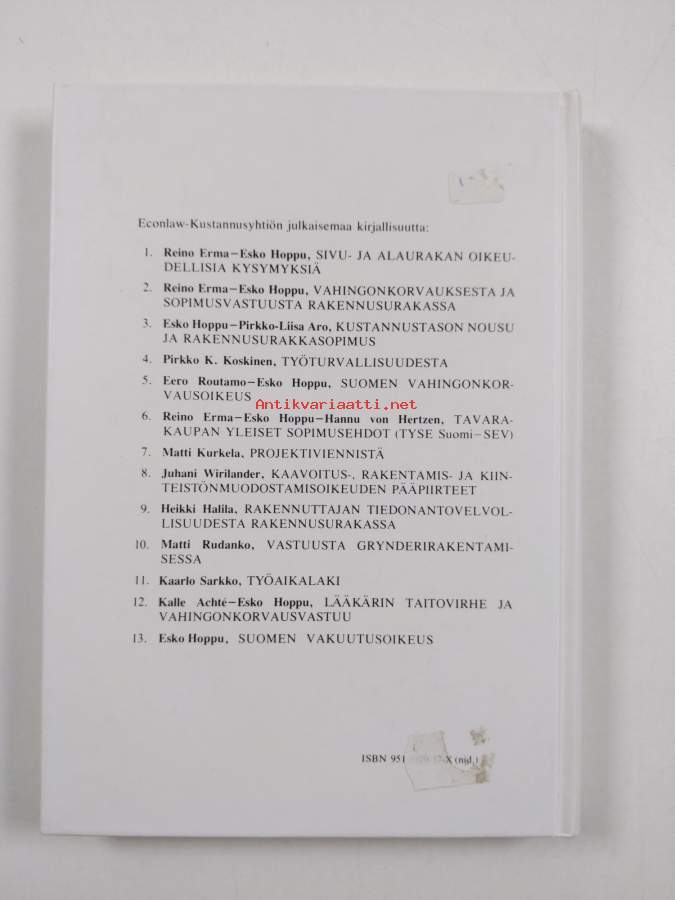 Econlaw-Kustannusyhtiön julkaisemaa kirjallisuutta:
1. Reino Erma–Esko Hoppu, SIVU- JA ALAURAKAN OIKEU-
DELLISIA KYSYMYKSIÄ
2. Reino Erma–Esko Hoppu, VAHINGONKORVAUKSESTA JA
SOPIMUSVASTUUSTA RAKENNUSURAKASSA
3. Esko Hoppu–Pirkko-Liisa Aro, KUSTANNUSTASON NOUSU
JA RAKENNUSURAKKASOPIMUS
4. Pirkko K. Koskinen, TYÖTURVALLISUUDESTA
5. Eero Routamo–Esko Hoppu, SUOMEN VAHINGONKOR-
VAUSOIKEUS
Antikvariaatti.net
6. Reino Erma–Esko Hoppu–Hannu von Hertzen, TAVARA-
KAUPAN YLEISET SOPIMUSEHDOT (TYSE Suomi–SEV)
7. Matti Kurkela, PROJEKTIVIENNISTÄ
8. Juhani Wirilander, KAAVOITUS-, RAKENTAMIS- JA KIIN-
TEISTÖNMUODOSTAMISOIKEUDEN PÄÄPIIRTEET
9. Heikki Halila, RAKENNUTTAJAN TIEDONANTOVELVOL-
LISUUDESTA RAKENNUSURAKASSA
10. Matti Rudanko, VASTUUSTA GRYNDERIRAKENTAMI-
SESSA
11. Kaarlo Sarkko, TYÖAIKALAKI
12. Kalle Achté–Esko Hoppu, LÄÄKÄRIN TAITOVIRHE JA
VAHINGONKORVAUSVASTUU
13. Esko Hoppu, SUOMEN VAKUUTUSOIKEUS
ISBN 951 (nid.)